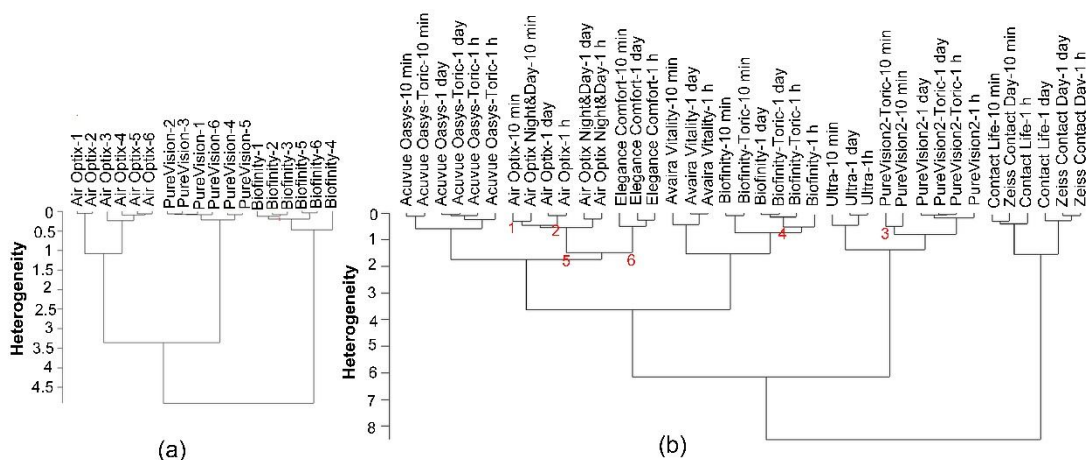 Air Optix-1
Air Optix-2
Air Optix-3
Air Optix-4
Air Optix-5
Air Optix-6
PureVision-2
PureVision-3
PureVision-1
PureVision-6
PureVision-4
PureVision-5
Biofinity-1
Biofinity-2
Biofinity-3
Biofinity-5
Biofinity-6
Biofinity-4
Heterogeneity
0
0.5
1
1.5
2
2.5
3
3.5
4
4.5
(a)
Acuvue Oasys-10 min
Acuvue Oasys-Toric-10 min
Acuvue Oasys-1 day
Acuvue Oasys-Toric-1 day
Acuvue Oasys-Toric-1 h
Acuvue Oasys-Toric-1 h
Air Optix-10 min
Air Optix Night&Day-10 min
Air Optix-1 day
Air Optix-1 h
Air Optix Night&Day-1 day
Air Optix Night&Day-1 h
Elegance Comfort-10 min
Elegance Comfort-1 day
Elegance Comfort-1 h
Avaira Vitality-10 min
Avaira Vitality-1 day
Avaira Vitality-1 h
Biofinity-10 min
Biofinity-Toric-10 min
Biofinity-1 day
Biofinity-Toric-1 day
Biofinity-Toric-1 h
Biofinity-1 h
Ultra-10 min
Ultra-1 day
Ultra-1h
PureVision2-Toric-10 min
PureVision2-10 min
PureVision2-1 day
PureVision2-Toric-1 day
PureVision2-Toric-1 h
PureVision2-1 h
Contact Life-10 min
Zeiss Contact Day-10 min
Contact Life-1 h
Contact Life-1 day
Zeiss Contact Day-1 day
Zeiss Contact Day-1 h
Heterogeneity
0
1
2
3
4
5
6
7
8
1
2
4
3
5
6
(b)